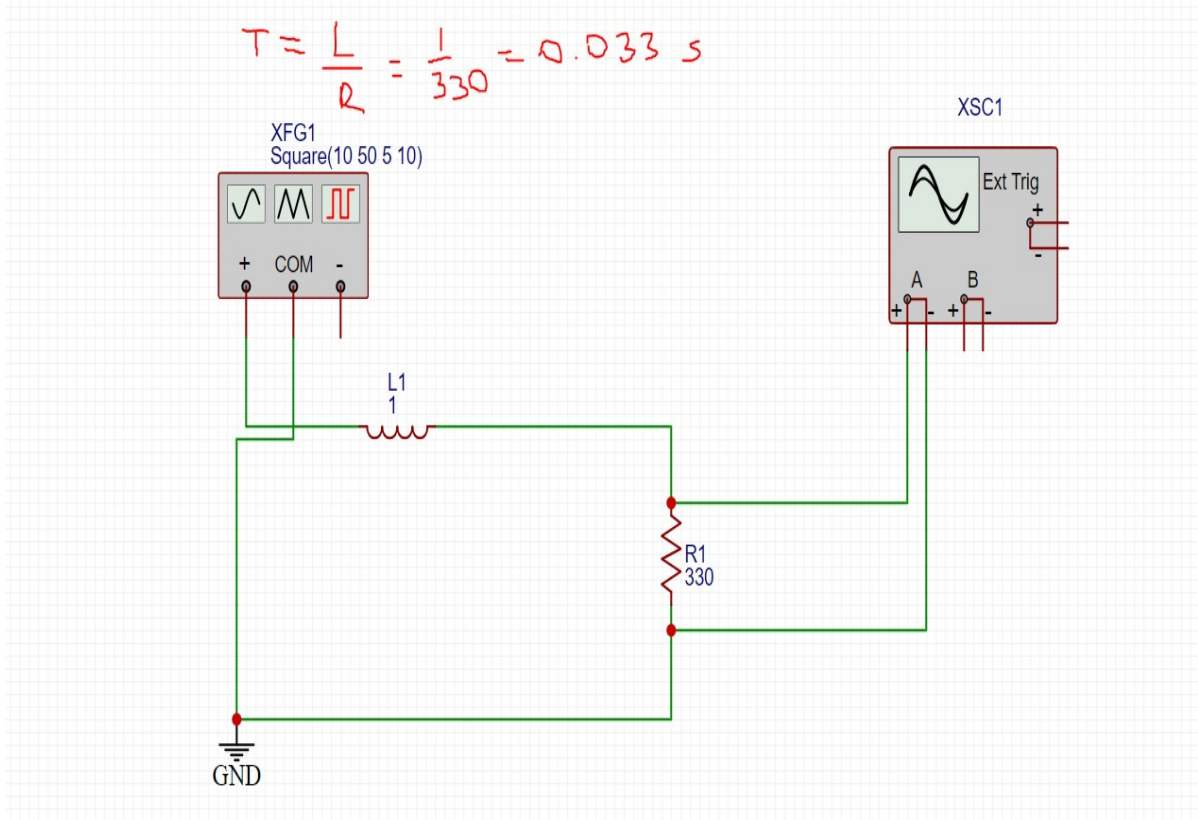 T = L/R = 1/330 = 0.033 s
XFG1
Square(10 50 5 10)
+ COM -
XSC1
Ext Trig
+
-
A B
+ - + -
L1
1
R1
330
GND